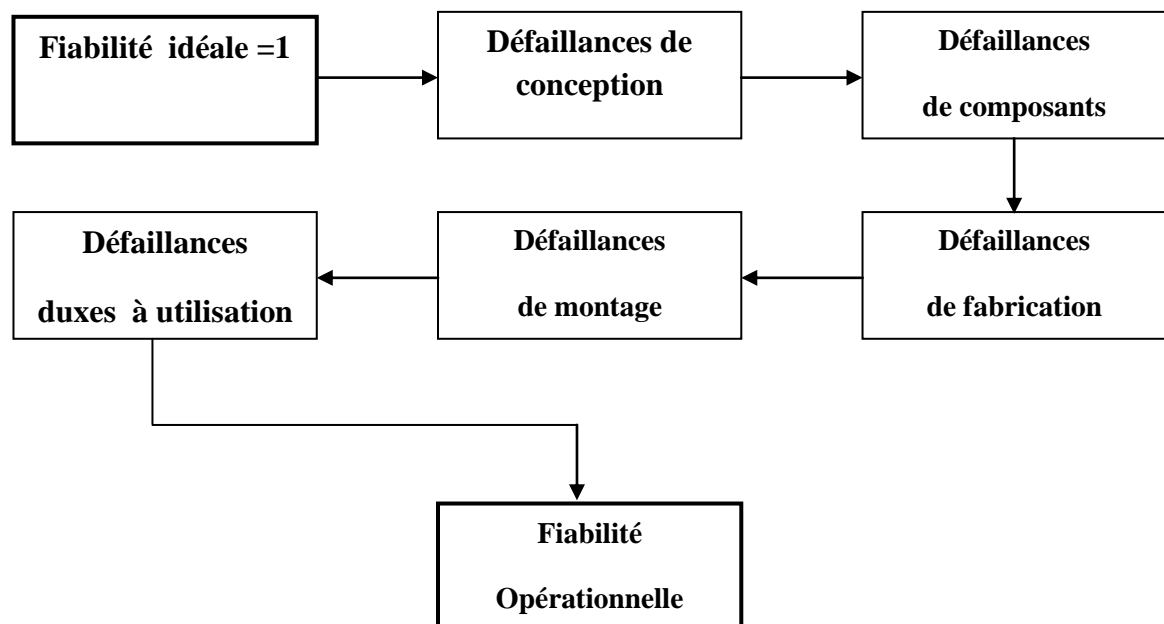 Fiabilité idéale =1
Défaillances de
conception
Défaillances
de composants
Défaillances
duxes à utilisation
Défaillances
de montage
Défaillances
de fabrication
Fiabilité
Opérationnelle